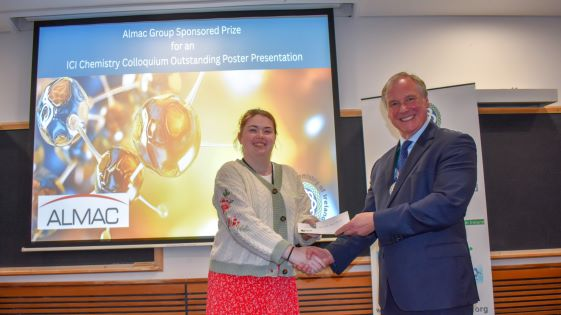 Almac Group Sponsored Prize
for an
ICI Chemistry Colloquium Outstanding Poster Presentation
ALMAC